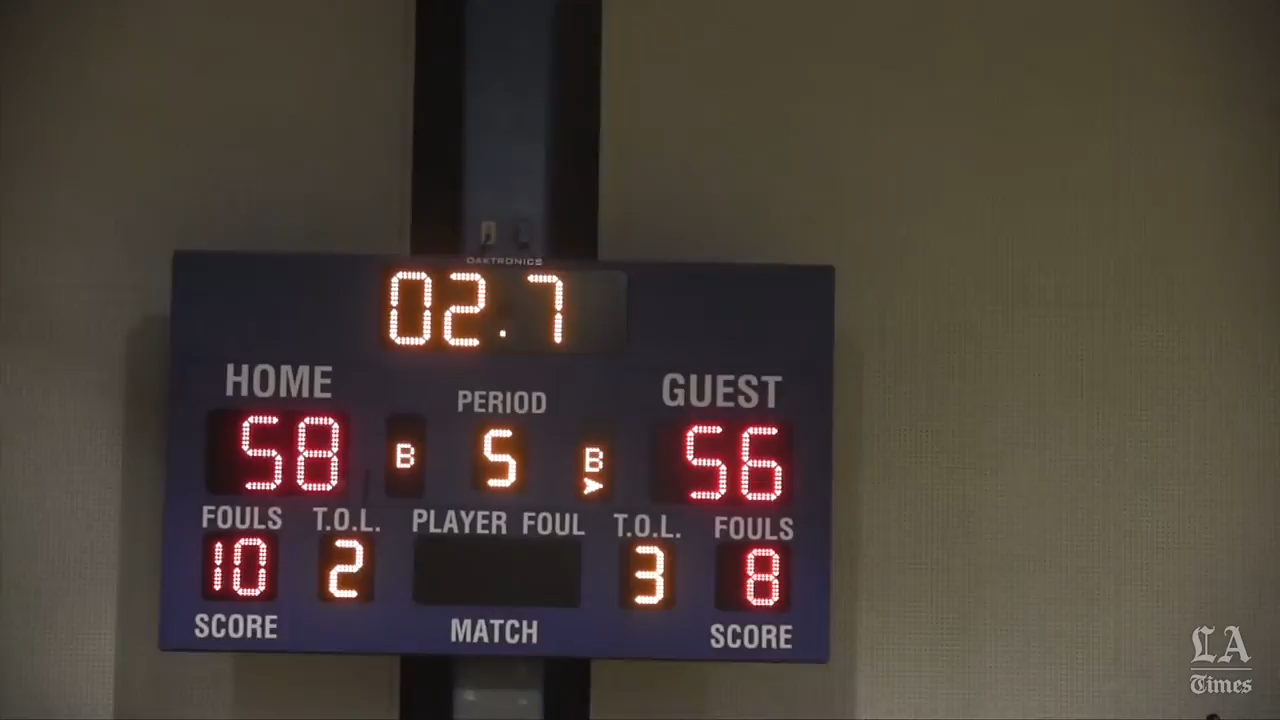 DAKTRONICS
02.7
HOME PERIOD GUEST
58 B 5 B 56
FOULS T.O.L. PLAYER FOUL T.O.L. FOULS
10 2 3 8
SCORE MATCH SCORE
LA
Times